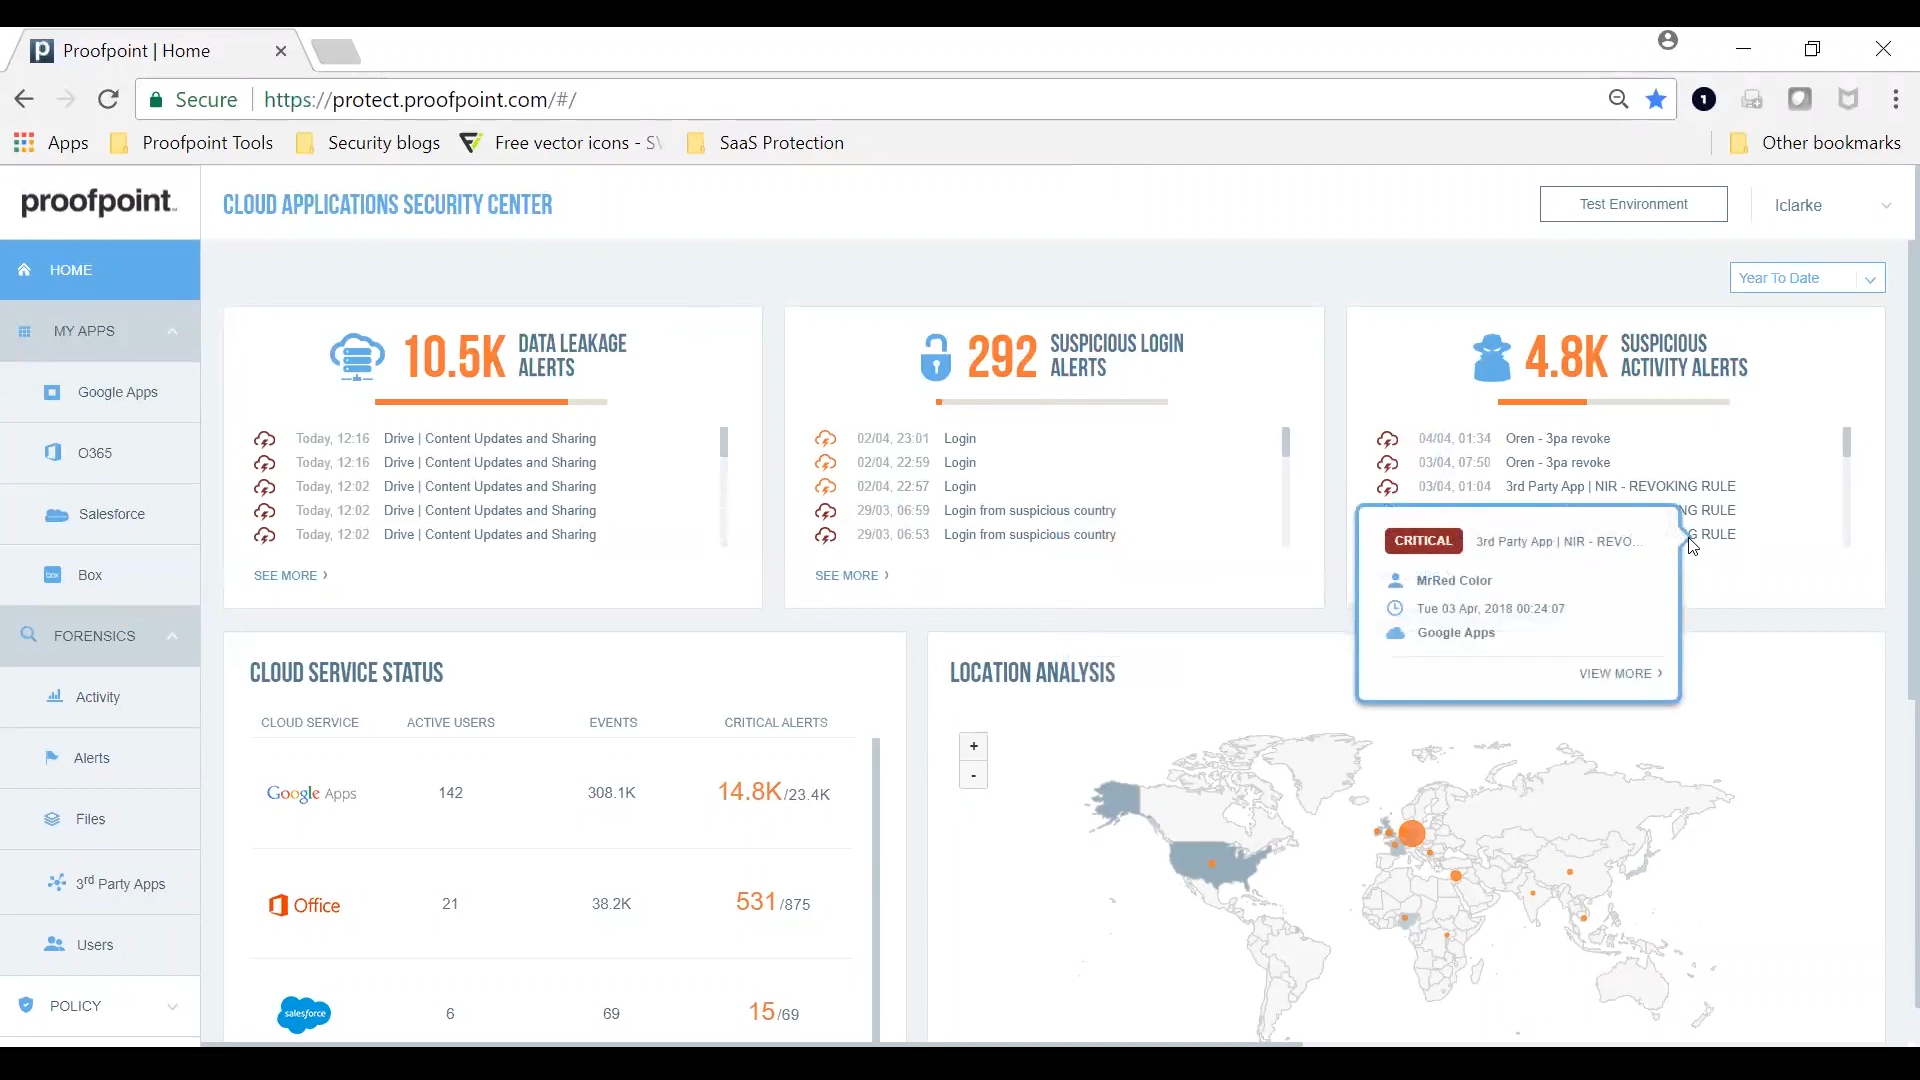 Proofpoint | Home
Secure https://protect.proofpoint.com/#/
Apps Proofpoint Tools Security blogs Free vector icons - SV SaaS Protection Other bookmarks
proofpoint
CLOUD APPLICATIONS SECURITY CENTER
Test Environment
Iclarke
HOME
MY APPS
Google Apps
O365
Salesforce
box
Box
FORENSICS
Activity
Alerts
Files
3rd Party Apps
Users
POLICY
Year To Date
10.5K DATA LEAKAGE
ALERTS
Today, 12:16 Drive | Content Updates and Sharing
Today, 12:16 Drive | Content Updates and Sharing
Today, 12:02 Drive | Content Updates and Sharing
Today, 12:02 Drive | Content Updates and Sharing
Today, 12:02 Drive | Content Updates and Sharing
SEE MORE ›
292 SUSPICIOUS LOGIN
ALERTS
02/04, 23:01 Login
02/04, 22:59 Login
02/04, 22:57 Login
29/03, 06:59 Login from suspicious country
29/03, 06:53 Login from suspicious country
SEE MORE ›
4.8K SUSPICIOUS
ACTIVITY ALERTS
04/04, 01:34 Oren - 3pa revoke
03/04, 07:50 Oren - 3pa revoke
03/04, 01:04 3rd Party App | NIR - REVOKING RULE
NG RULE
G RULE
CRITICAL 3rd Party App | NIR - REVO...
MrRed Color
Tue 03 Apr, 2018 00:24:07
Google Apps
VIEW MORE ›
CLOUD SERVICE STATUS
CLOUD SERVICE ACTIVE USERS EVENTS CRITICAL ALERTS
Google Apps 142 308.1K 14.8K/23.4K
Office 21 38.2K 531/875
salesforce 6 69 15/69
LOCATION ANALYSIS
+
-